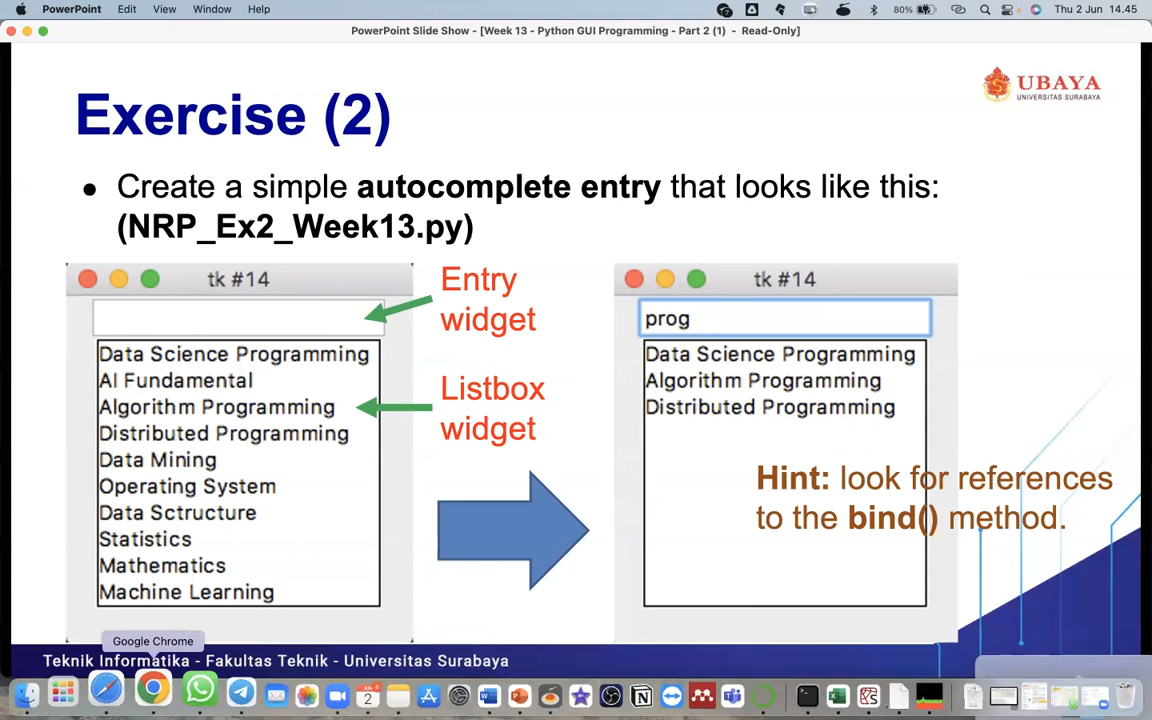 PowerPoint Edit View Window Help 80% Thu 2 Jun 14.45
PowerPoint Slide Show - [Week 13 - Python GUI Programming - Part 2 (1) - Read-Only]
UBAYA
UNIVERSITAS SURABAYA
Exercise (2)
● Create a simple autocomplete entry that looks like this:
(NRP_Ex2_Week13.py)
tk #14
Data Science Programming
AI Fundamental
Algorithm Programming
Distributed Programming
Data Mining
Operating System
Data Sctructure
Statistics
Mathematics
Machine Learning
Entry
widget
Listbox
widget
tk #14
prog
Data Science Programming
Algorithm Programming
Distributed Programming
Hint: look for references
to the bind() method.
Google Chrome
Teknik Informatika - Fakultas Teknik - Universitas Surabaya